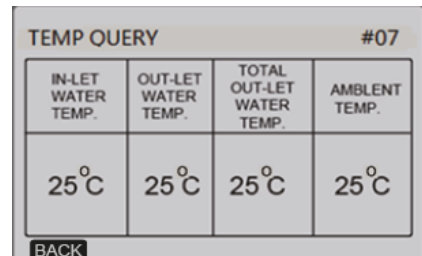 TEMP QUERY #07
IN-LET WATER TEMP.
OUT-LET WATER TEMP.
TOTAL OUT-LET WATER TEMP.
AMBLENT TEMP.
25°C 25°C 25°C 25°C
BACK